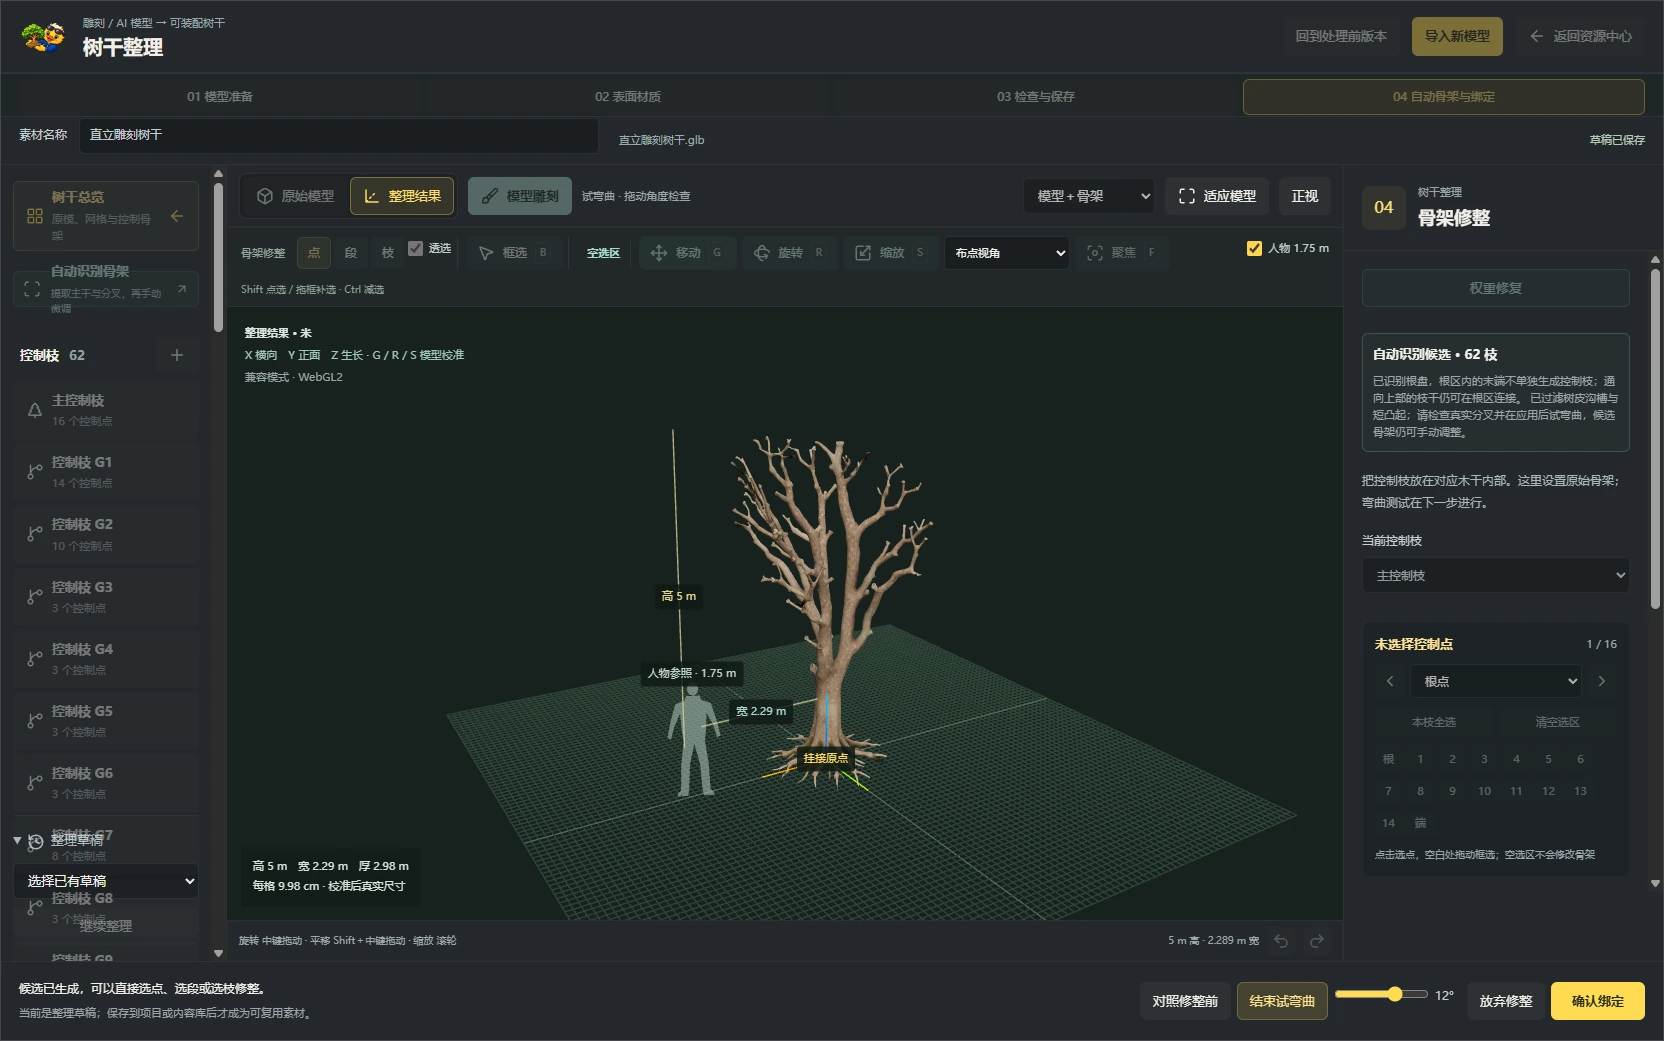 雕刻 / AI 模型 → 可装配树干
树干整理
回到处理前版本
导入新模型
← 返回资源中心
01 模型准备
02 表面材质
03 检查与保存
04 自动骨架与绑定
素材名称
直立雕刻树干
直立雕刻树干.glb
草稿已保存
树干总览
原模、网格与控制骨架
自动识别骨架
提取主干与分叉，再手动微调
控制枝 62
主控制枝
16 个控制点
控制枝 G1
14 个控制点
控制枝 G2
10 个控制点
控制枝 G3
3 个控制点
控制枝 G4
3 个控制点
控制枝 G5
3 个控制点
控制枝 G6
3 个控制点
控制枝 G7
整理草稿
8 个控制点
选择已有草稿
控制枝 G8
3 个控制点
继续整理
控制枝 G9
原始模型
整理结果
模型雕刻
试弯曲 · 拖动角度检查
模型 + 骨架
适应模型
正视
骨架修整
点
段
枝
透选
框选 B
空选区
移动 G
旋转 R
缩放 S
布点视角
聚焦 F
人物 1.75 m
Shift 点选 / 拖框补选 · Ctrl 减选
整理结果 • 未
X 横向 Y 正面 Z 生长 · G / R / S 模型校准
兼容模式 · WebGL2
高 5 m
人物参照 · 1.75 m
宽 2.29 m
挂接原点
高 5 m 宽 2.29 m 厚 2.98 m
每格 9.98 cm · 校准后真实尺寸
旋转 中键拖动 · 平移 Shift + 中键拖动 · 缩放 滚轮
5 m 高 · 2.289 m 宽
04
树干整理
骨架修整
权重修复
自动识别候选 • 62 枝
已识别根盘，根区内的末端不单独生成控制枝；通
向上部的枝干仍可在根区连接。 已过滤树皮沟槽与
短凸起；请检查真实分叉并在应用后试弯曲，候选
骨架仍可手动调整。
把控制枝放在对应木干内部。这里设置原始骨架；
弯曲测试在下一步进行。
当前控制枝
主控制枝
未选择控制点
1 / 16
根点
本枝全选
清空选区
根 1 2 3 4 5 6
7 8 9 10 11 12 13
14 端
点击选点，空白处拖动框选；空选区不会修改骨架
候选已生成，可以直接选点、选段或选枝修整。
当前是整理草稿；保存到项目或内容库后才成为可复用素材。
对照修整前
结束试弯曲
12°
放弃修整
确认绑定